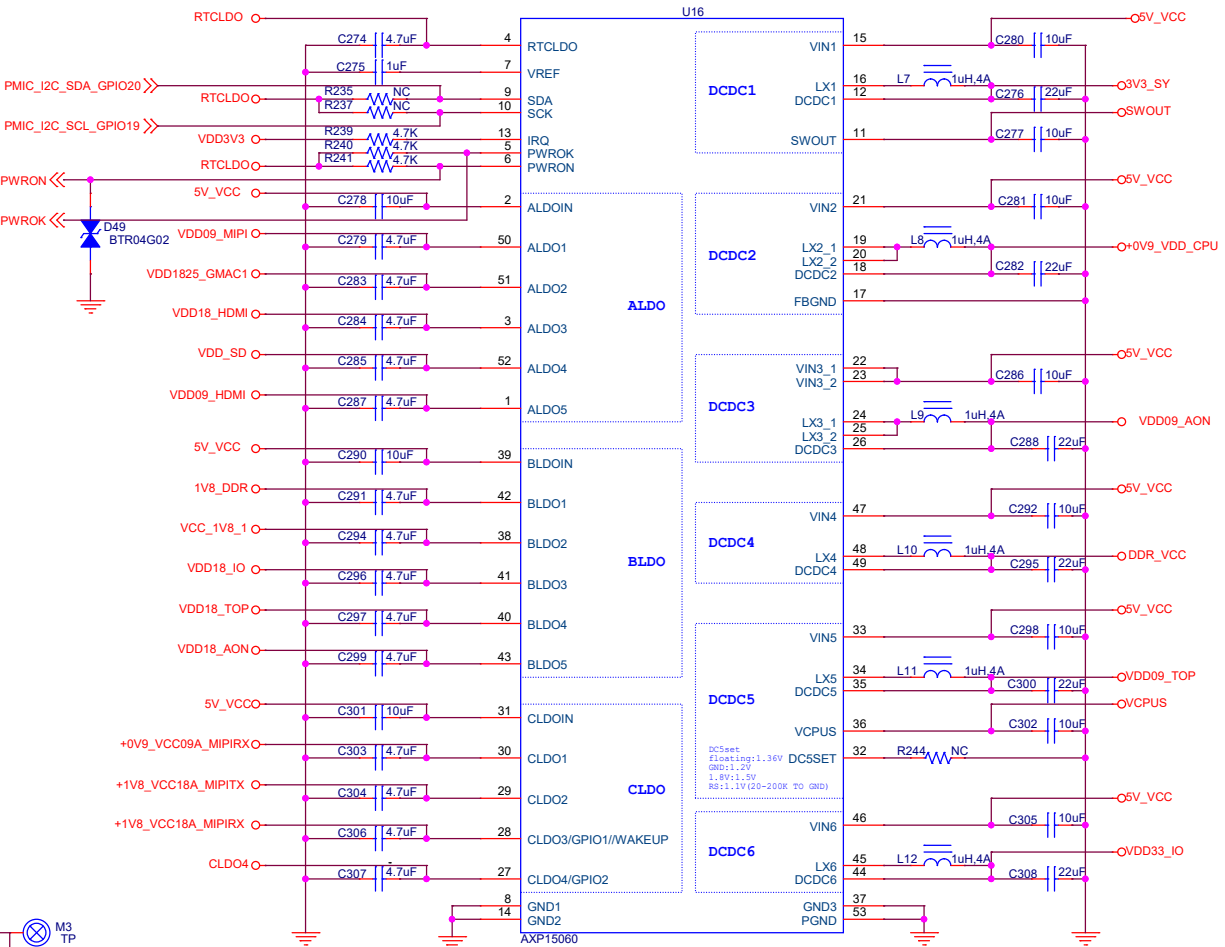 U16
RTCLDO
C274 4.7uF 4 RTCLDO
C275 1uF 7 VREF
PMIC_I2C_SDA_GPIO20
R235 NC 9 SDA
RTCLDO
R237 NC 10 SCK
PMIC_I2C_SCL_GPIO19
R239 4.7K 13 IRQ
VDD3V3
R240 4.7K 5 PWROK
RTCLDO
R241 4.7K 6 PWRON
PWRON
5V_VCC
C278 10uF 2 ALDOIN
PWROK
D49
BTR04G02
VDD09_MIPI
C279 4.7uF 50 ALDO1
VDD1825_GMAC1
C283 4.7uF 51 ALDO2
ALDO
VDD18_HDMI
C284 4.7uF 3 ALDO3
VDD_SD
C285 4.7uF 52 ALDO4
VDD09_HDMI
C287 4.7uF 1 ALDO5
5V_VCC
C290 10uF 39 BLDOIN
1V8_DDR
C291 4.7uF 42 BLDO1
VCC_1V8_1
C294 4.7uF 38 BLDO2
BLDO
VDD18_IO
C296 4.7uF 41 BLDO3
VDD18_TOP
C297 4.7uF 40 BLDO4
VDD18_AON
C299 4.7uF 43 BLDO5
5V_VCC
C301 10uF 31 CLDOIN
+0V9_VCC09A_MIPIRX
C303 4.7uF 30 CLDO1
+1V8_VCC18A_MIPITX
C304 4.7uF 29 CLDO2
CLDO
+1V8_VCC18A_MIPIRX
C306 4.7uF 28 CLDO3/GPIO1//WAKEUP
CLDO4
C307 4.7uF 27 CLDO4/GPIO2
8 GND1
14 GND2
AXP15060
M3
TP
5V_VCC
VIN1 15 C280 10uF
DCDC1
LX1 16 L7 1uH,4A 3V3_SY
DCDC1 12 C276 22uF
SWOUT
SWOUT 11 C277 10uF
5V_VCC
VIN2 21 C281 10uF
DCDC2
LX2_1 19 L8 1uH,4A +0V9_VDD_CPU
LX2_2 20
DCDC2 18 C282 22uF
FBGND 17
5V_VCC
VIN3_1 22
VIN3_2 23 C286 10uF
DCDC3
LX3_1 24 L9 1uH,4A VDD09_AON
LX3_2 25
DCDC3 26 C288 22uF
5V_VCC
VIN4 47 C292 10uF
DCDC4
LX4 48 L10 1uH,4A DDR_VCC
DCDC4 49 C295 22uF
5V_VCC
VIN5 33 C298 10uF
LX5 34 L11 1uH,4A VDD09_TOP
DCDC5 35 C300 22uF
DCDC5
VCPUS
VCPUS 36 C302 10uF
DC5SET 32 R244 NC
DC5set
floating:1.36V
GND:1.2V
1.8V:1.5V
RS:1.1V(20-200K TO GND)
5V_VCC
VIN6 46 C305 10uF
DCDC6
LX6 45 L12 1uH,4A VDD33_IO
DCDC6 44 C308 22uF
GND3 37
PGND 53